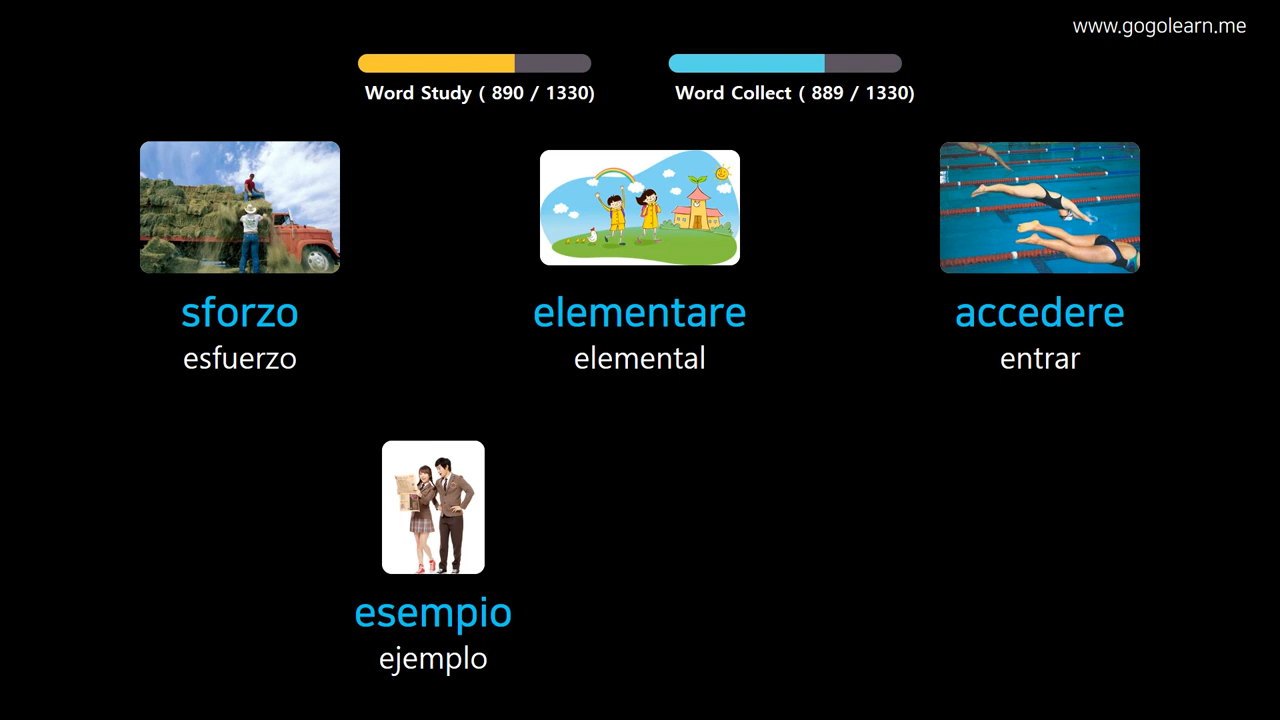 www.gogolearn.me
Word Study ( 890 / 1330)
Word Collect ( 889 / 1330)
sforzo
esfuerzo
elementare
elemental
accedere
entrar
esempio
ejemplo